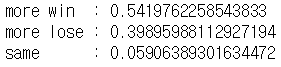 more win  : 0.5419762258543833
more lose : 0.39895988112927194
same      : 0.05906389301634472